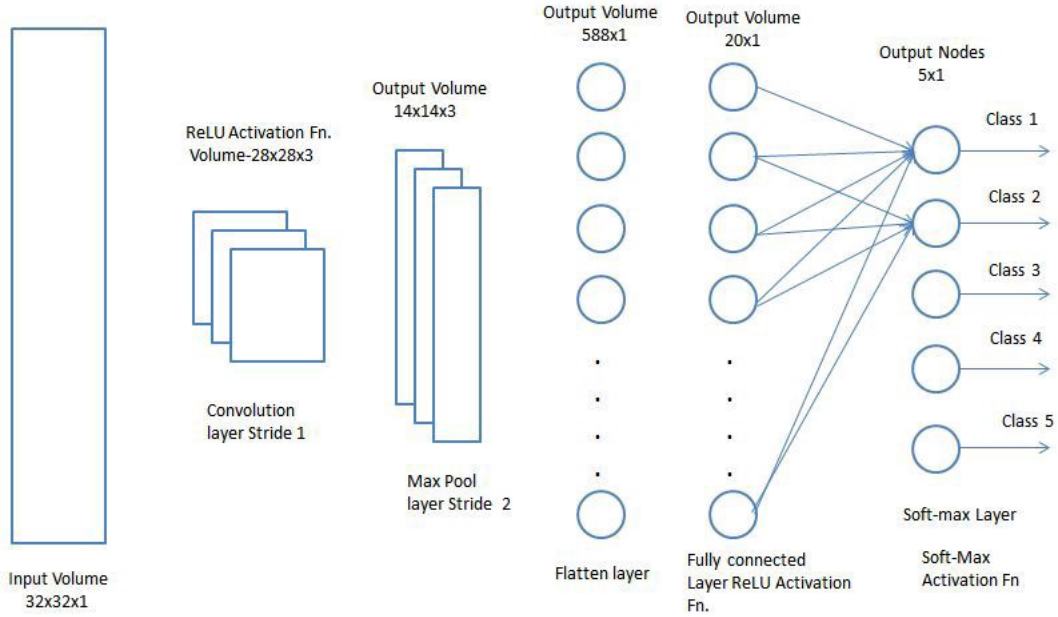 Input Volume
32x32x1
ReLU Activation Fn.
Volume-28x28x3
Convolution
layer Stride 1
Output Volume
14x14x3
Max Pool
layer Stride 2
Output Volume
588x1
Flatten layer
Output Volume
20x1
Fully connected
Layer ReLU Activation
Fn.
Output Nodes
5x1
Class 1
Class 2
Class 3
Class 4
Class 5
Soft-max Layer
Soft-Max
Activation Fn